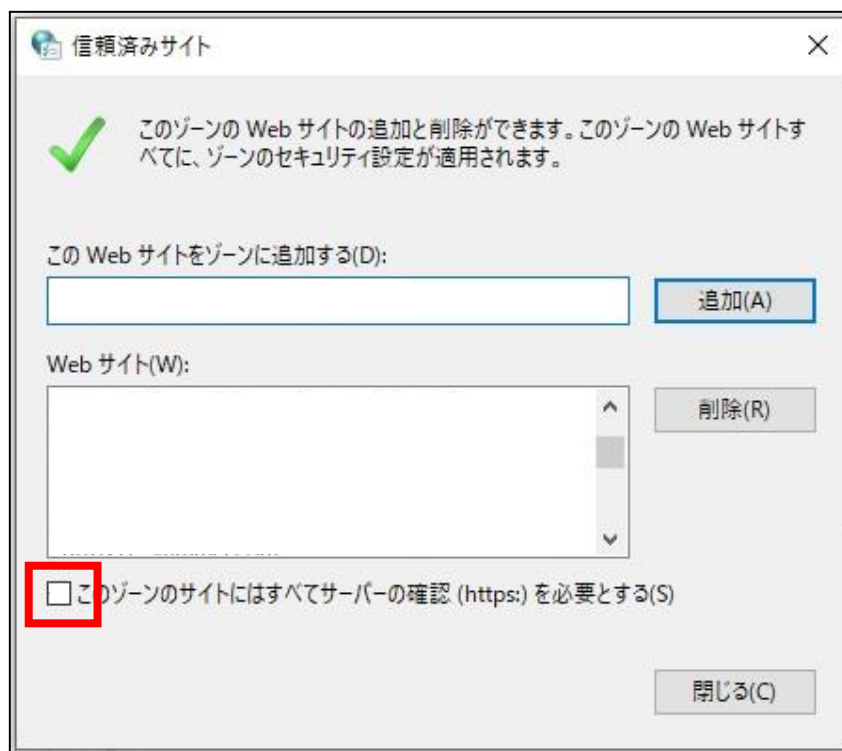 信頼済みサイト
このゾーンの Web サイトの追加と削除ができます。このゾーンの Web サイトす
べてに、ゾーンのセキュリティ設定が適用されます。
この Web サイトをゾーンに追加する(D):
追加(A)
Web サイト(W):
削除(R)
このゾーンのサイトにはすべてサーバーの確認 (https:) を必要とする(S)
閉じる(C)